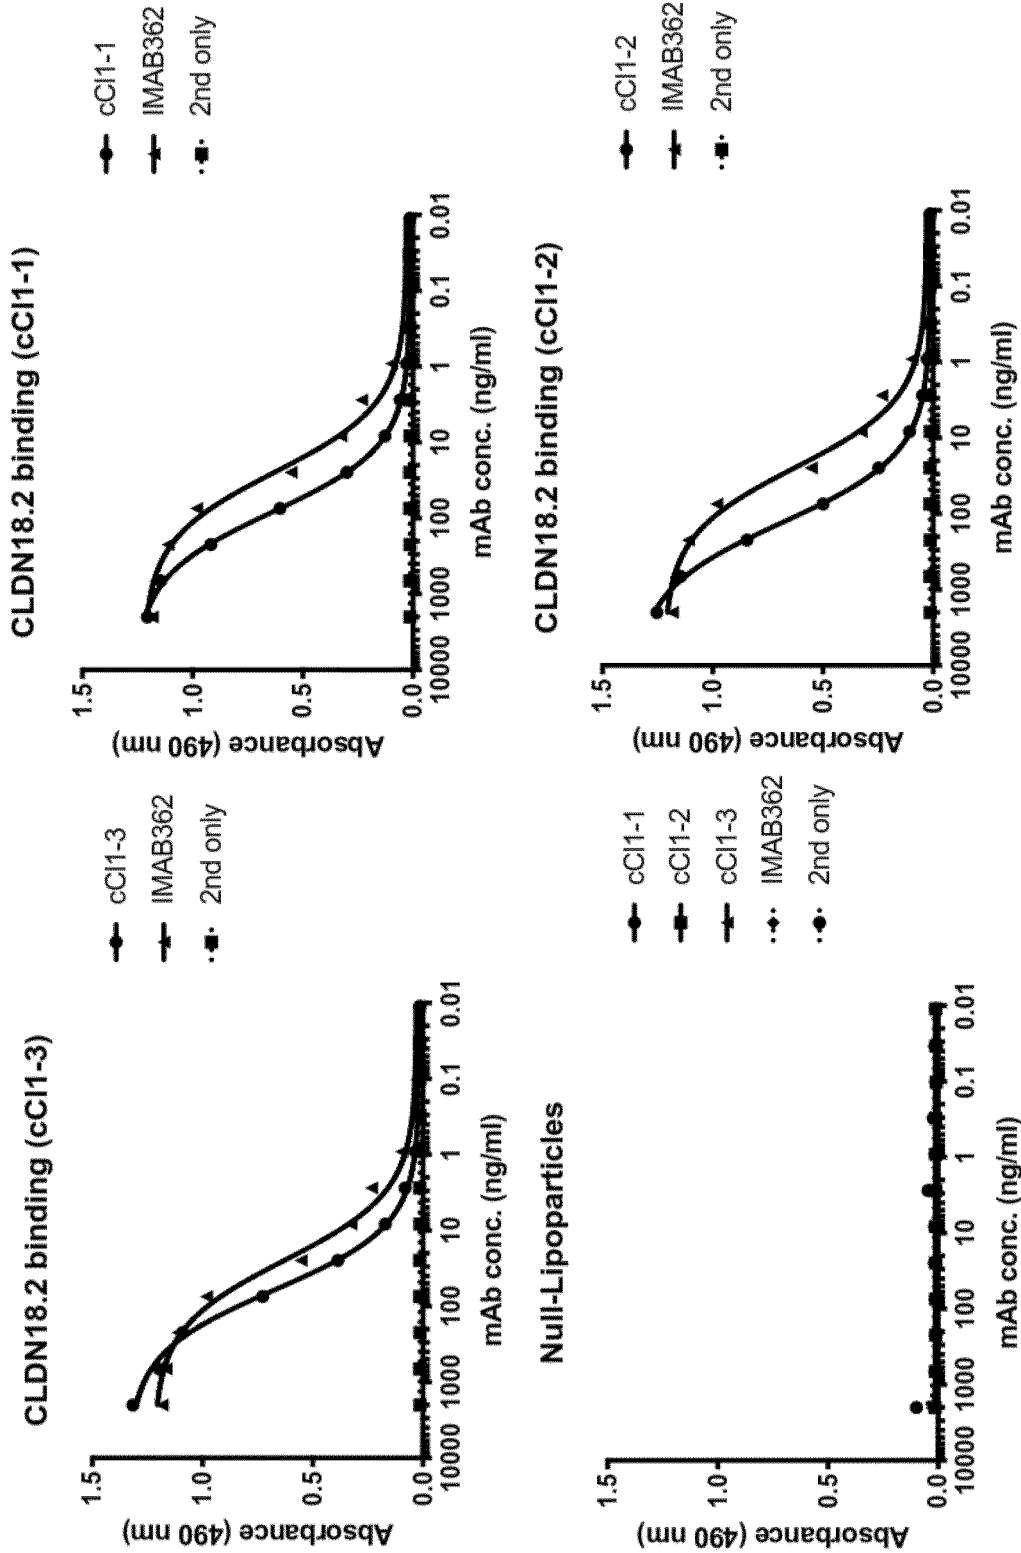 CLDN18.2 binding (cCl1-3)
Absorbance (490 nm)
1.5
1.0
0.5
0.0
10000 1000 100 10 1 0.1 0.01
mAb conc. (ng/ml)
cCl1-3
IMAB362
2nd only
CLDN18.2 binding (cCl1-1)
Absorbance (490 nm)
1.5
1.0
0.5
0.0
10000 1000 100 10 1 0.1 0.01
mAb conc. (ng/ml)
cCl1-1
IMAB362
2nd only
Null-Lipoparticles
Absorbance (490 nm)
1.5
1.0
0.5
0.0
10000 1000 100 10 1 0.1 0.01
mAb conc. (ng/ml)
cCl1-1
cCl1-2
cCl1-3
IMAB362
2nd only
CLDN18.2 binding (cCl1-2)
Absorbance (490 nm)
1.5
1.0
0.5
0.0
10000 1000 100 10 1 0.1 0.01
mAb conc. (ng/ml)
cCl1-2
IMAB362
2nd only